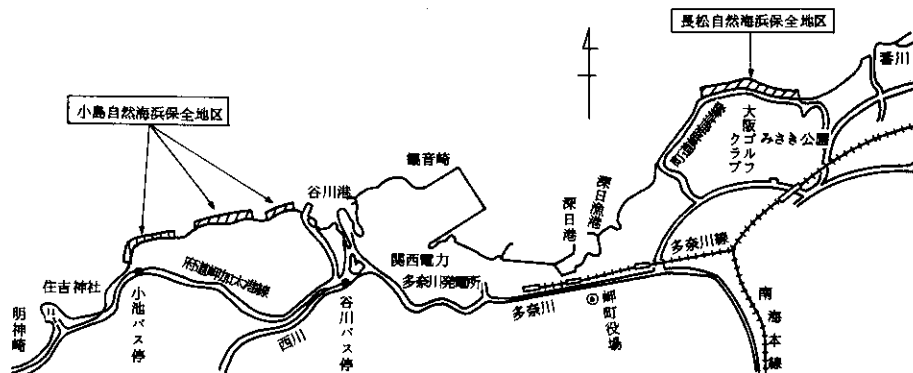 長松自然海浜保全地区
番川
小島自然海浜保全地区
町道岬海岸線
大阪ゴルフ
クラブ
みさき公園
観音崎
谷川港
深日漁港
深日港
多奈川線
関西電力
多奈川発電所
府道岬加太港線
住吉神社
小池バス停
谷川バス停
西川
多奈川
岬町役場
南海本線
明神崎